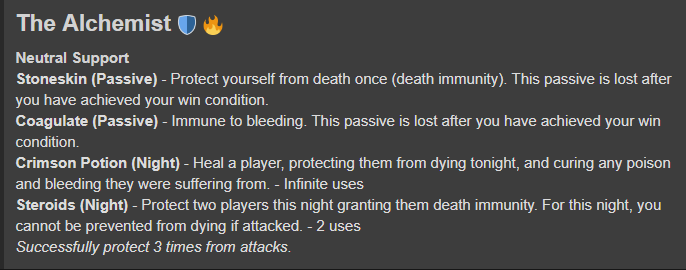 The Alchemist
Neutral Support
Stoneskin (Passive) - Protect yourself from death once (death immunity). This passive is lost after
you have achieved your win condition.
Coagulate (Passive) - Immune to bleeding. This passive is lost after you have achieved your win
condition.
Crimson Potion (Night) - Heal a player, protecting them from dying tonight, and curing any poison
and bleeding they were suffering from. - Infinite uses
Steroids (Night) - Protect two players this night granting them death immunity. For this night, you
cannot be prevented from dying if attacked. - 2 uses
Successfully protect 3 times from attacks.